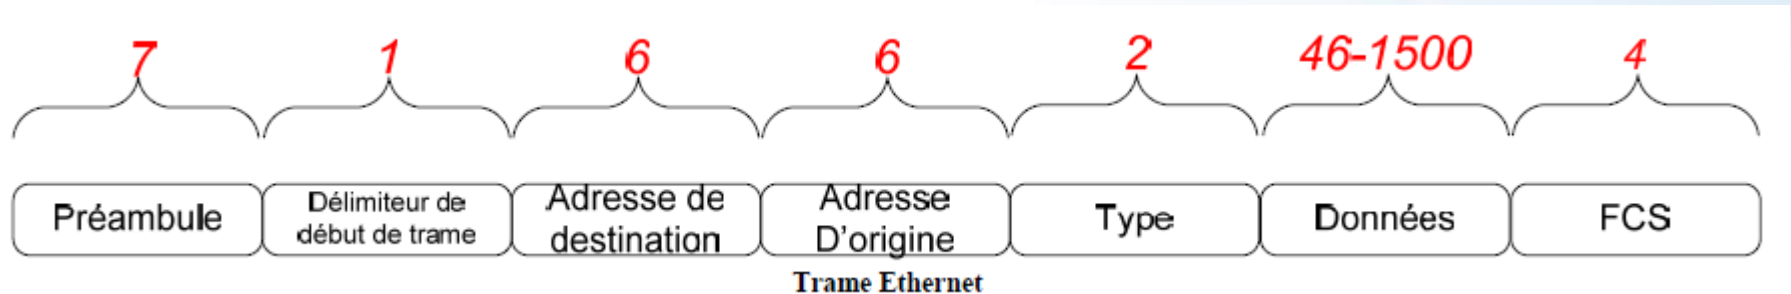 7 1 6 6 2 46-1500 4
Préambule
Délimiteur de
début de trame
Adresse de
destination
Adresse
D'origine
Type
Données
FCS
Trame Ethernet